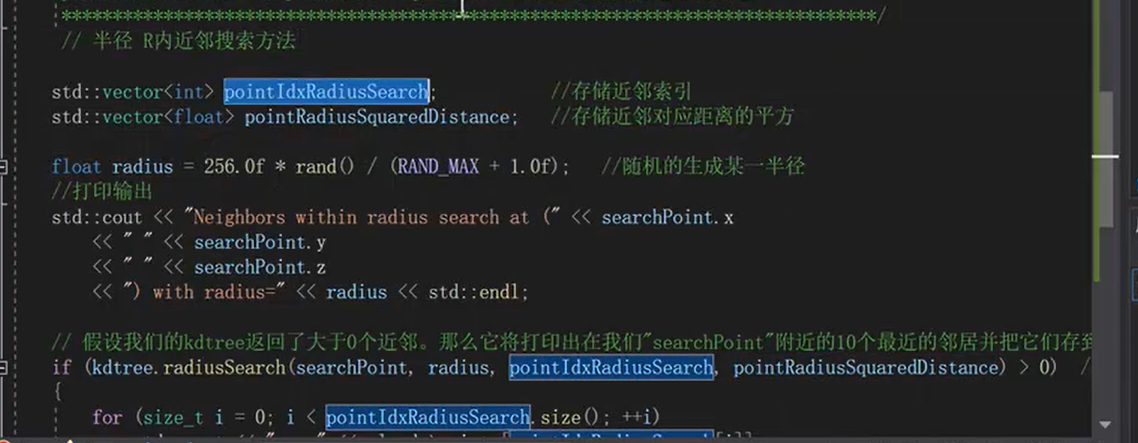 *******************************************************************************/
// 半径 R内近邻搜索方法
std::vector<int> pointIdxRadiusSearch; //存储近邻索引
std::vector<float> pointRadiusSquaredDistance; //存储近邻对应距离的平方
float radius = 256.0f * rand() / (RAND_MAX + 1.0f); //随机的生成某一半径
//打印输出
std::cout << "Neighbors within radius search at (" << searchPoint.x
<< " " << searchPoint.y
<< " " << searchPoint.z
<< ") with radius=" << radius << std::endl;
// 假设我们的kdtree返回了大于0个近邻。那么它将打印出在我们"searchPoint"附近的10个最近的邻居并把它们存到
if (kdtree.radiusSearch(searchPoint, radius, pointIdxRadiusSearch, pointRadiusSquaredDistance) > 0) /
{
for (size_t i = 0; i < pointIdxRadiusSearch.size(); ++i)